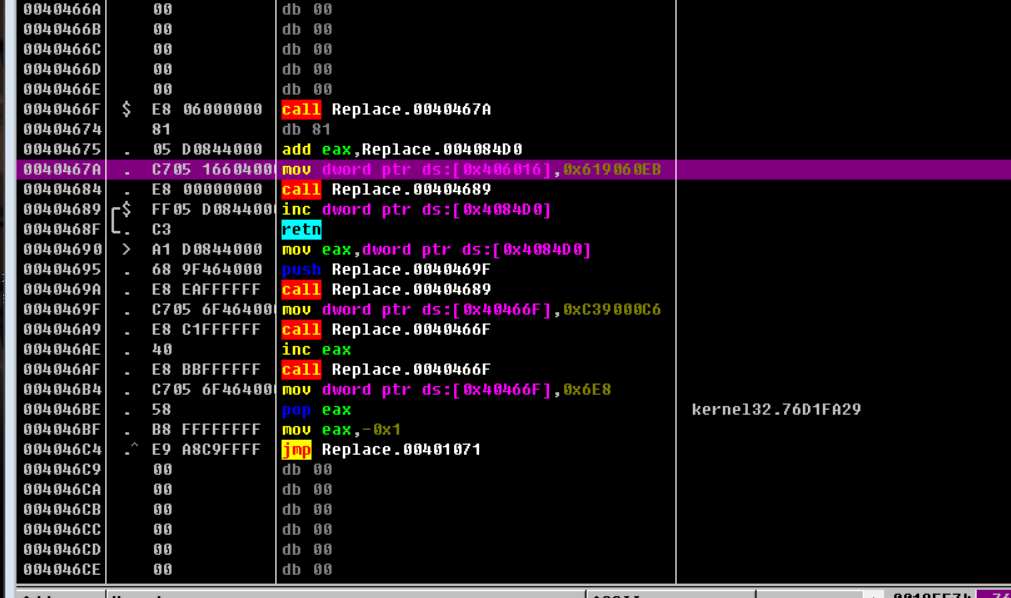 0040466A 00 db 00
0040466B 00 db 00
0040466C 00 db 00
0040466D 00 db 00
0040466E 00 db 00
0040466F $ E8 06000000 call Replace.0040467A
00404674 81 db 81
00404675 . 05 D0844000 add eax,Replace.004084D0
0040467A . C705 16604000 mov dword ptr ds:[0x406016],0x619060EB
00404684 . E8 00000000 call Replace.00404689
00404689 $ FF05 D084400 inc dword ptr ds:[0x4084D0]
0040468F . C3 retn
00404690 > A1 D0844000 mov eax,dword ptr ds:[0x4084D0]
00404695 . 68 9F464000 push Replace.0040469F
0040469A . E8 EAFFFFFF call Replace.00404689
0040469F . C705 6F464000 mov dword ptr ds:[0x40466F],0xC39000C6
004046A9 . E8 C1FFFFFF call Replace.0040466F
004046AE . 40 inc eax
004046AF . E8 BBFFFFFF call Replace.0040466F
004046B4 . C705 6F464000 mov dword ptr ds:[0x40466F],0x6E8
004046BE . 58 pop eax kernel32.76D1FA29
004046BF . B8 FFFFFFFF mov eax,-0x1
004046C4 .^ E9 A8C9FFFF jmp Replace.00401071
004046C9 00 db 00
004046CA 00 db 00
004046CB 00 db 00
004046CC 00 db 00
004046CD 00 db 00
004046CE 00 db 00